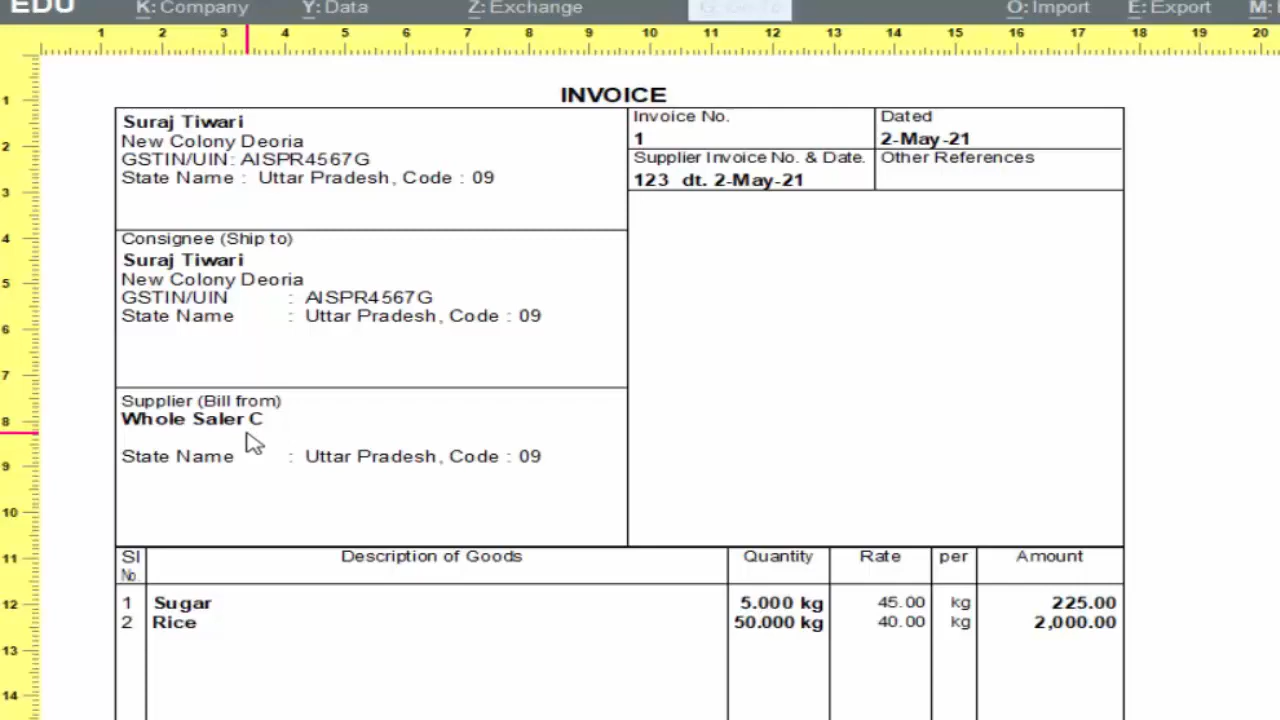 EDU K: Company Y: Data Z: Exchange O: Import E: Export M:
1 2 3 4 5 6 7 8 9 10 11 12 13 14 15 16 17 18 19 20
INVOICE
Suraj Tiwari
New Colony Deoria
GSTIN/UIN: AISPR4567G
State Name : Uttar Pradesh, Code : 09
Invoice No.
1
Dated
2-May-21
Supplier Invoice No. & Date.
123 dt. 2-May-21
Other References
Consignee (Ship to)
Suraj Tiwari
New Colony Deoria
GSTIN/UIN : AISPR4567G
State Name : Uttar Pradesh, Code : 09
Supplier (Bill from)
Whole Saler C
State Name : Uttar Pradesh, Code : 09
Sl No. Description of Goods Quantity Rate per Amount
1 Sugar 5.000 kg 45.00 kg 225.00
2 Rice 50.000 kg 40.00 kg 2,000.00
1
2
3
4
5
6
7
8
9
10
11
12
13
14